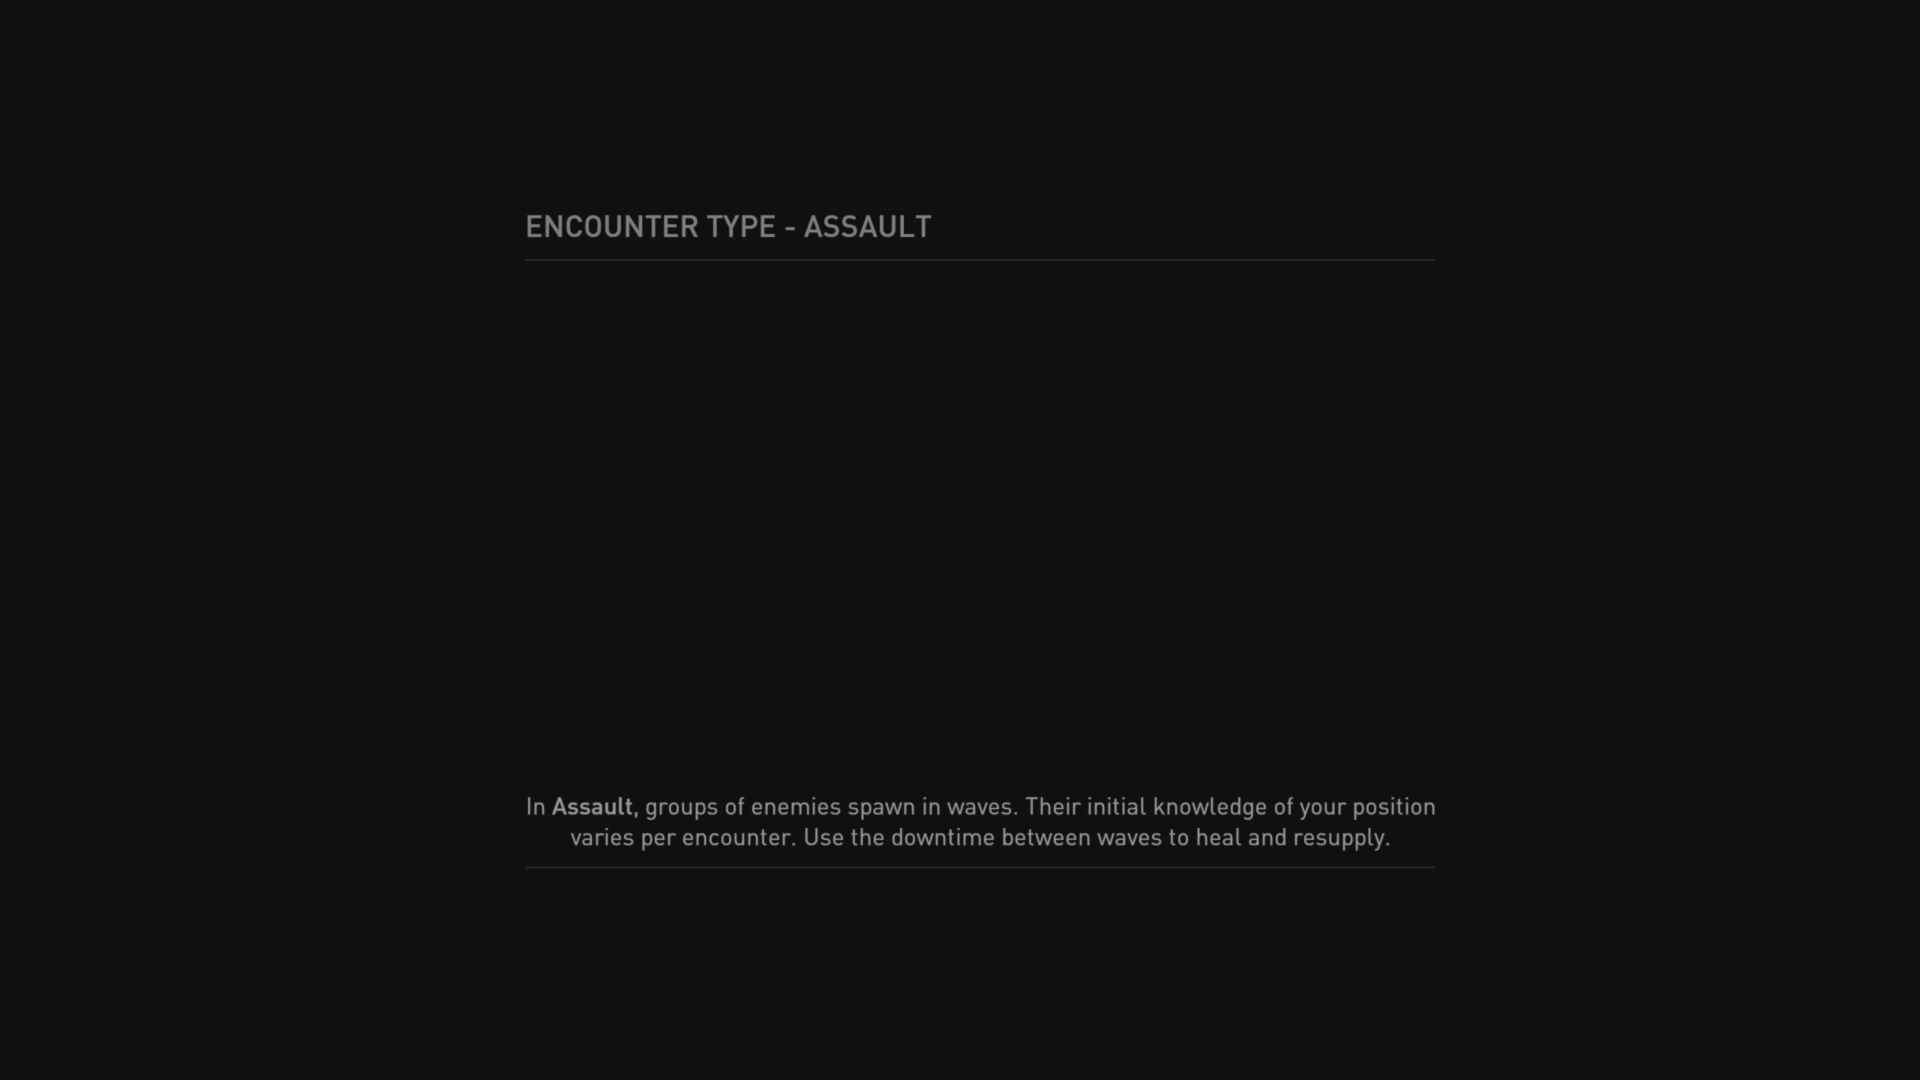 ENCOUNTER TYPE - ASSAULT
In Assault, groups of enemies spawn in waves. Their initial knowledge of your position
varies per encounter. Use the downtime between waves to heal and resupply.